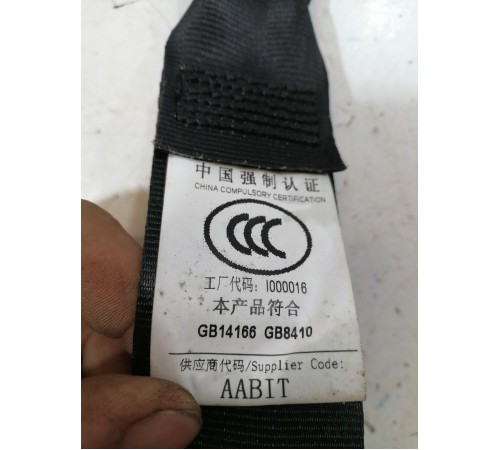 中国强制认证
CHINA COMPULSORY CERTIFICATION
CCC
工厂代码: I000016
本产品符合
GB14166 GB8410
供应商代码/Supplier Code:
AABIT